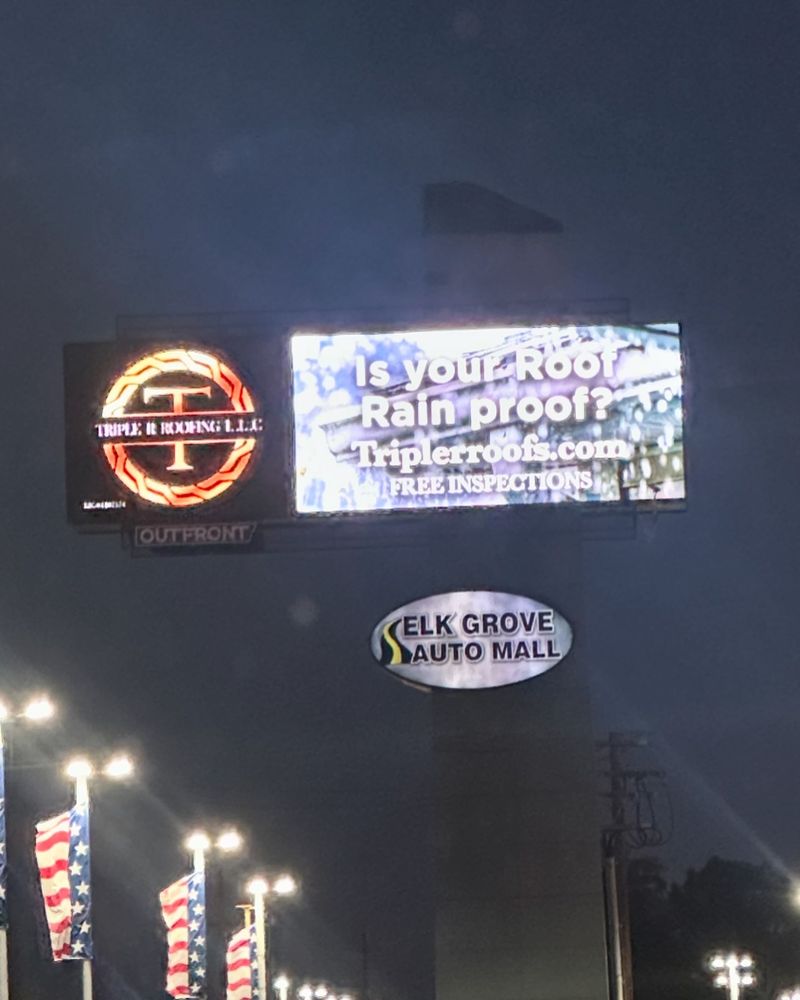 T
TRIPLE R ROOFING L.L.C
Is your Roof
Rain proof?
Triplerroofs.com
FREE INSPECTIONS
OUTFRONT
ELK GROVE
AUTO MALL